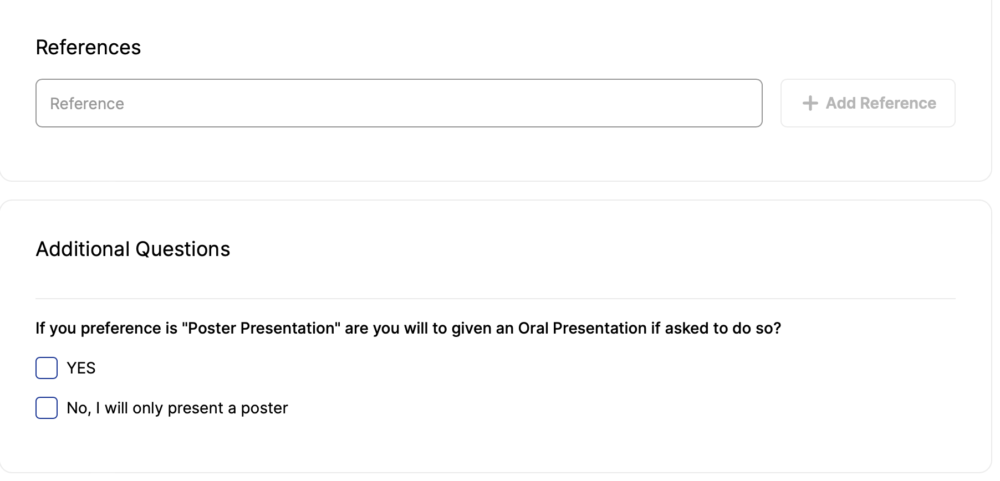 References
Reference
+ Add Reference
Additional Questions
If you preference is "Poster Presentation" are you will to given an Oral Presentation if asked to do so?
YES
No, I will only present a poster